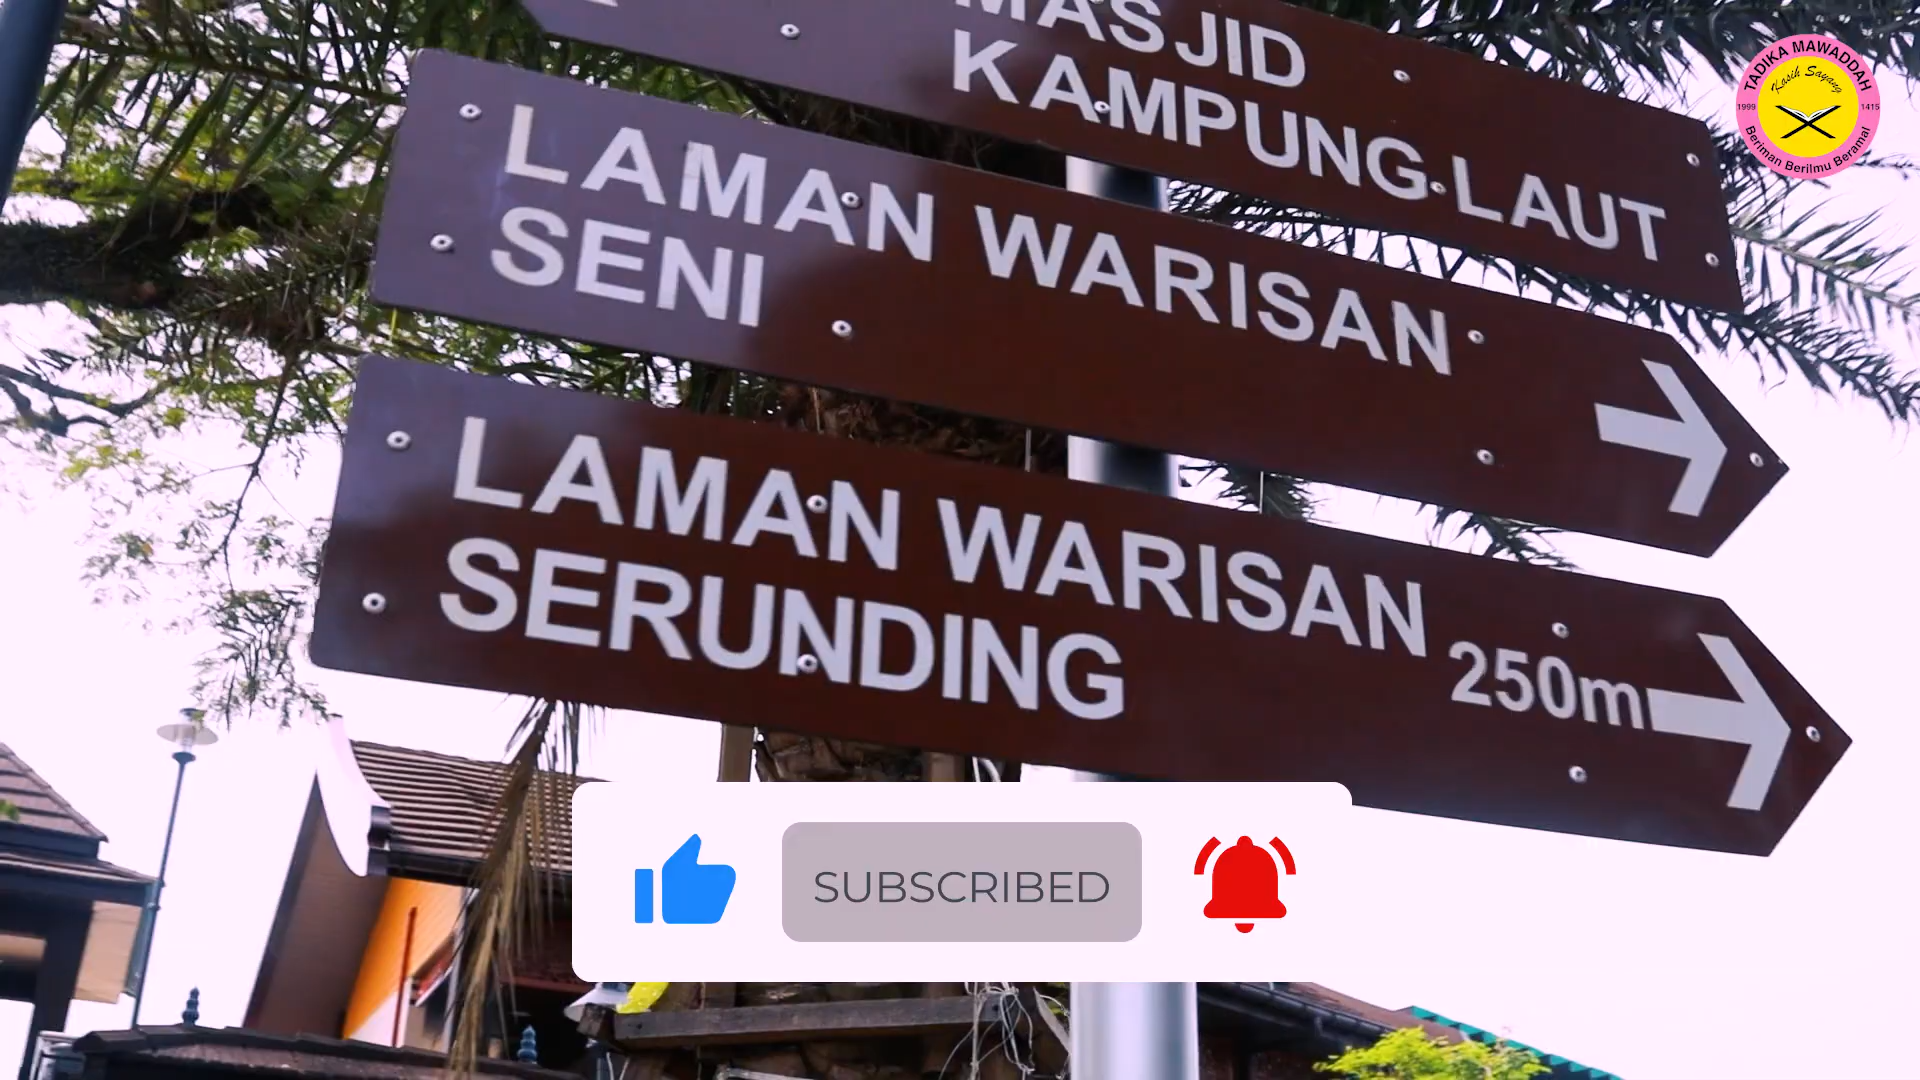 MASJID
KAMPUNG LAUT
LAMAN WARISAN
SENI
LAMAN WARISAN
SERUNDING
250m
TADIKA MAWADDAH
Kasih Sayang
1999
1415
Beriman Berilmu Beramal
SUBSCRIBED